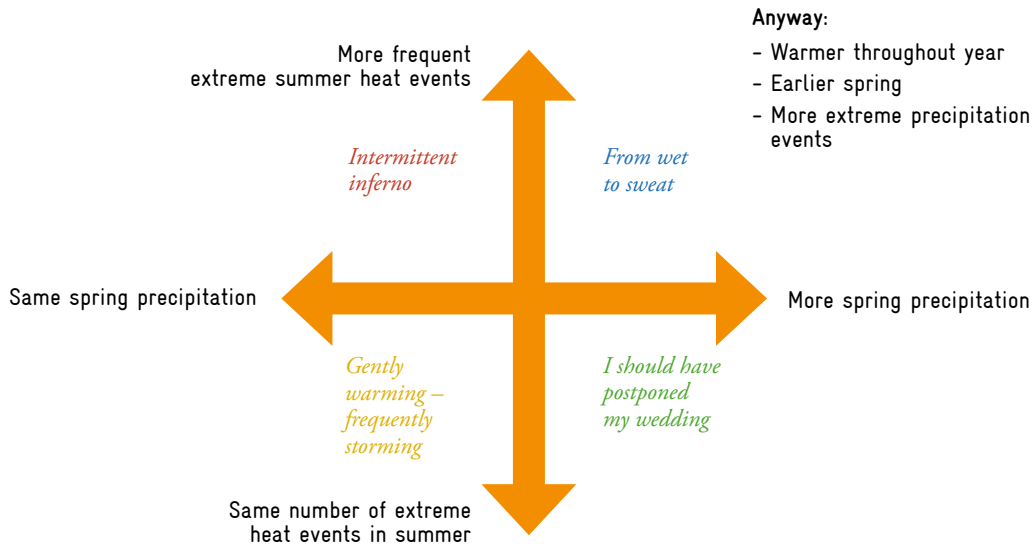 Anyway:
- Warmer throughout year
- Earlier spring
- More extreme precipitation
events
More frequent
extreme summer heat events
Intermittent
inferno
From wet
to sweat
Same spring precipitation
More spring precipitation
Gently
warming –
frequently
storming
I should have
postponed
my wedding
Same number of extreme
heat events in summer